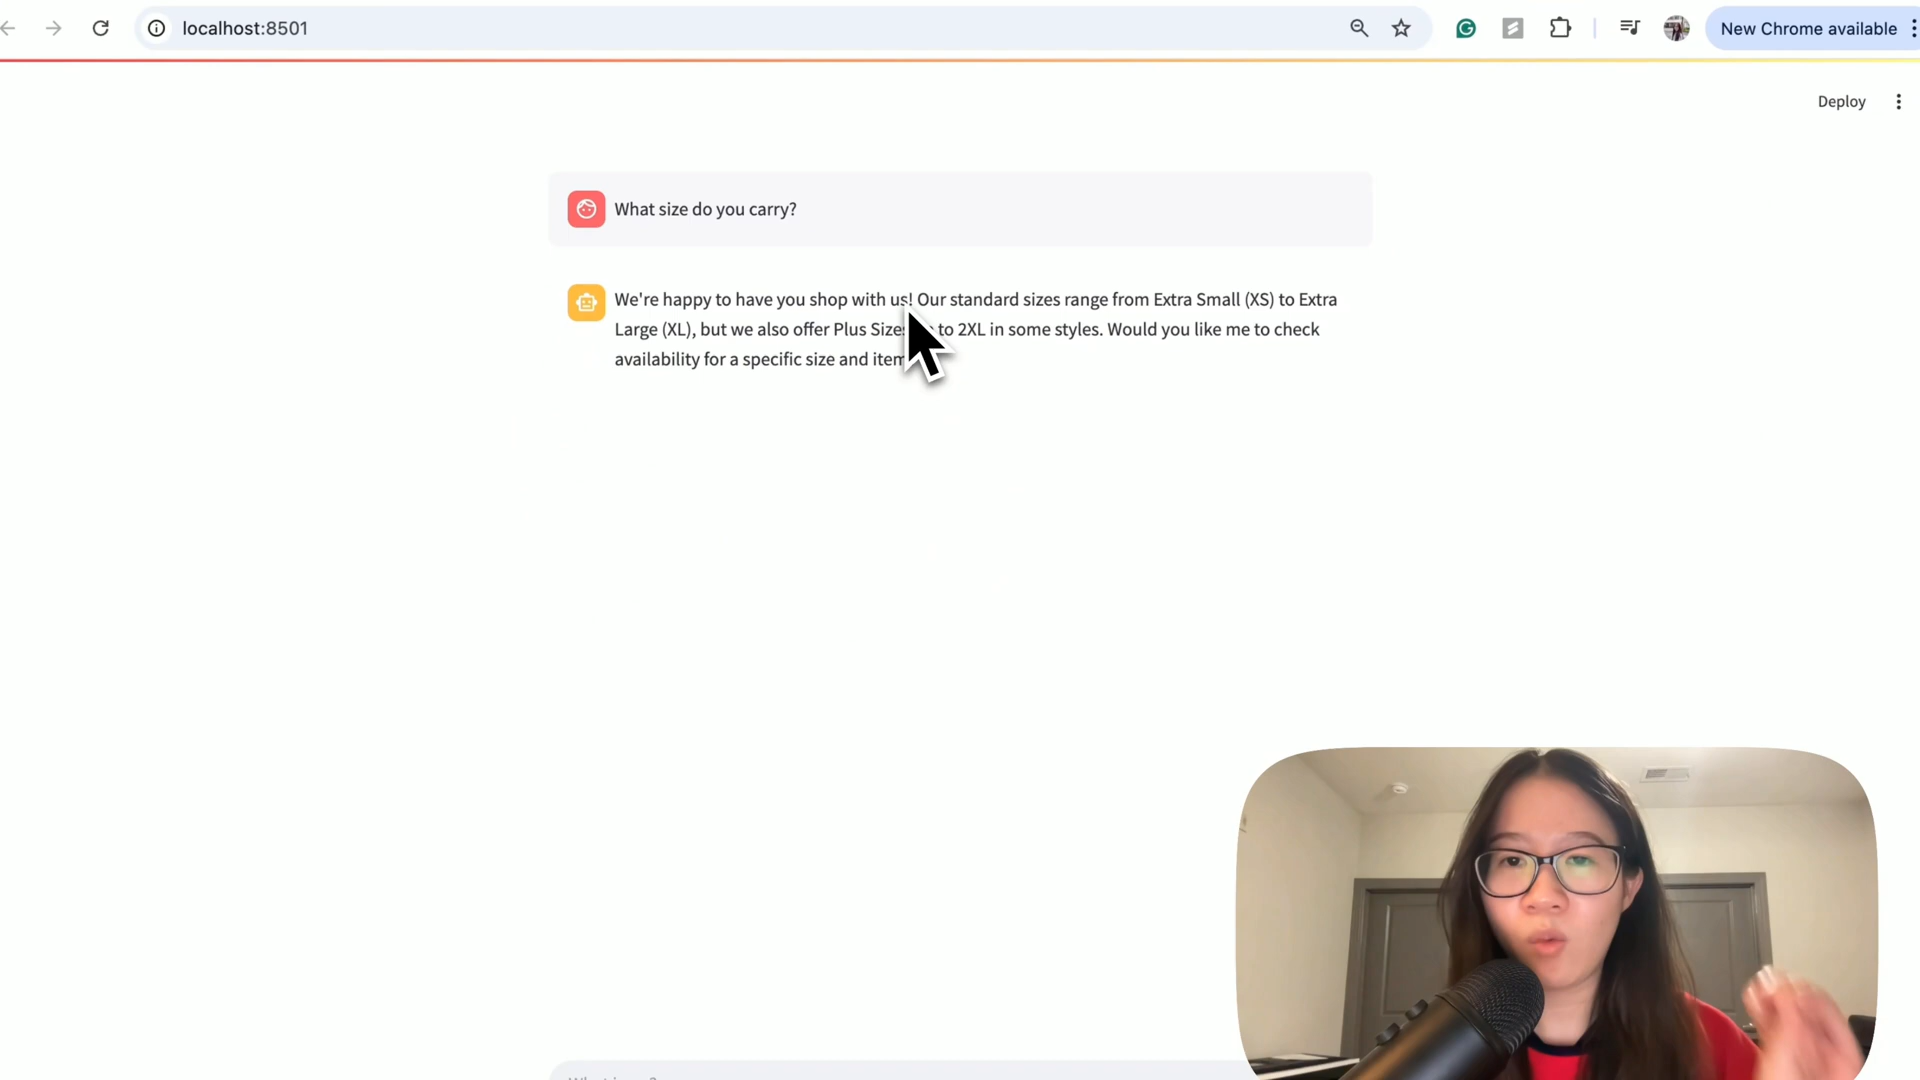 localhost:8501
New Chrome available
Deploy
What size do you carry?
We're happy to have you shop with us! Our standard sizes range from Extra Small (XS) to Extra
Large (XL), but we also offer Plus Sizes to 2XL in some styles. Would you like me to check
availability for a specific size and item